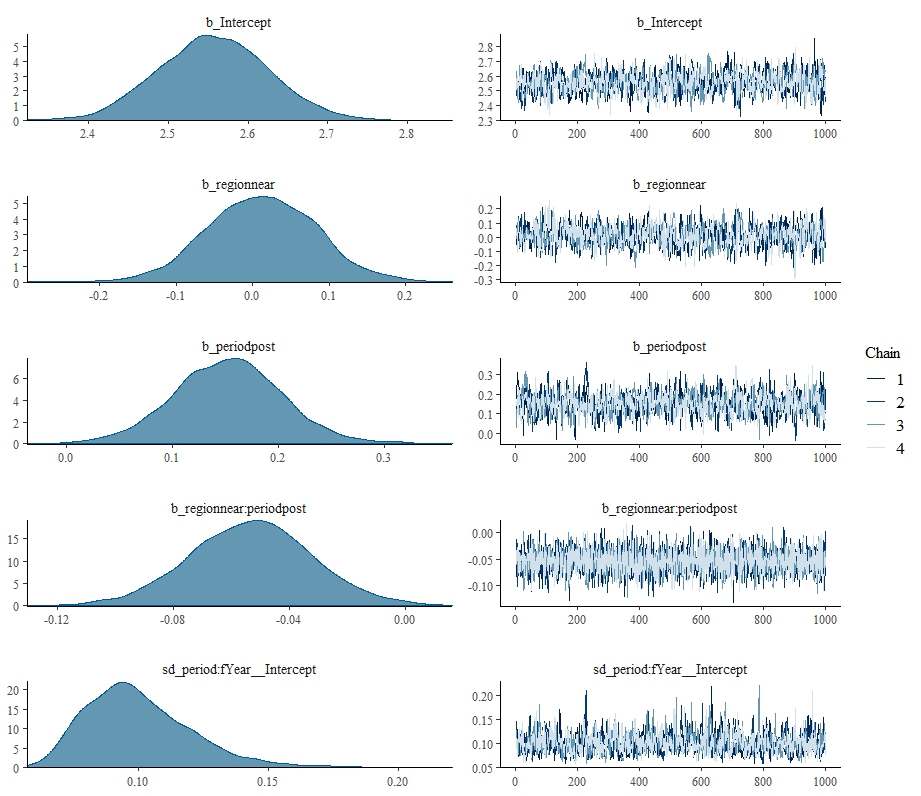 b_Intercept
5
4
3
2
1
0
2.4 2.5 2.6 2.7 2.8
b_Intercept
2.8
2.7
2.6
2.5
2.4
2.3
0 200 400 600 800 1000
b_regionnear
5
4
3
2
1
0
-0.2 -0.1 0.0 0.1 0.2
b_regionnear
0.2
0.1
0.0
-0.1
-0.2
-0.3
0 200 400 600 800 1000
b_periodpost
6
4
2
0
0.0 0.1 0.2 0.3
b_periodpost
0.3
0.2
0.1
0.0
0 200 400 600 800 1000
b_regionnear:periodpost
15
10
5
0
-0.12 -0.08 -0.04 0.00
b_regionnear:periodpost
0.00
-0.05
-0.10
0 200 400 600 800 1000
sd_period:fYear__Intercept
20
15
10
5
0
0.10 0.15 0.20
sd_period:fYear__Intercept
0.20
0.15
0.10
0.05
0 200 400 600 800 1000
Chain
1
2
3
4